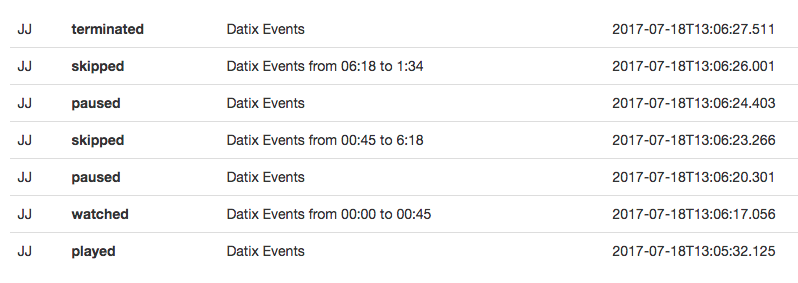 JJ terminated Datix Events 2017-07-18T13:06:27.511
JJ skipped Datix Events from 06:18 to 1:34 2017-07-18T13:06:26.001
JJ paused Datix Events 2017-07-18T13:06:24.403
JJ skipped Datix Events from 00:45 to 6:18 2017-07-18T13:06:23.266
JJ paused Datix Events 2017-07-18T13:06:20.301
JJ watched Datix Events from 00:00 to 00:45 2017-07-18T13:06:17.056
JJ played Datix Events 2017-07-18T13:05:32.125